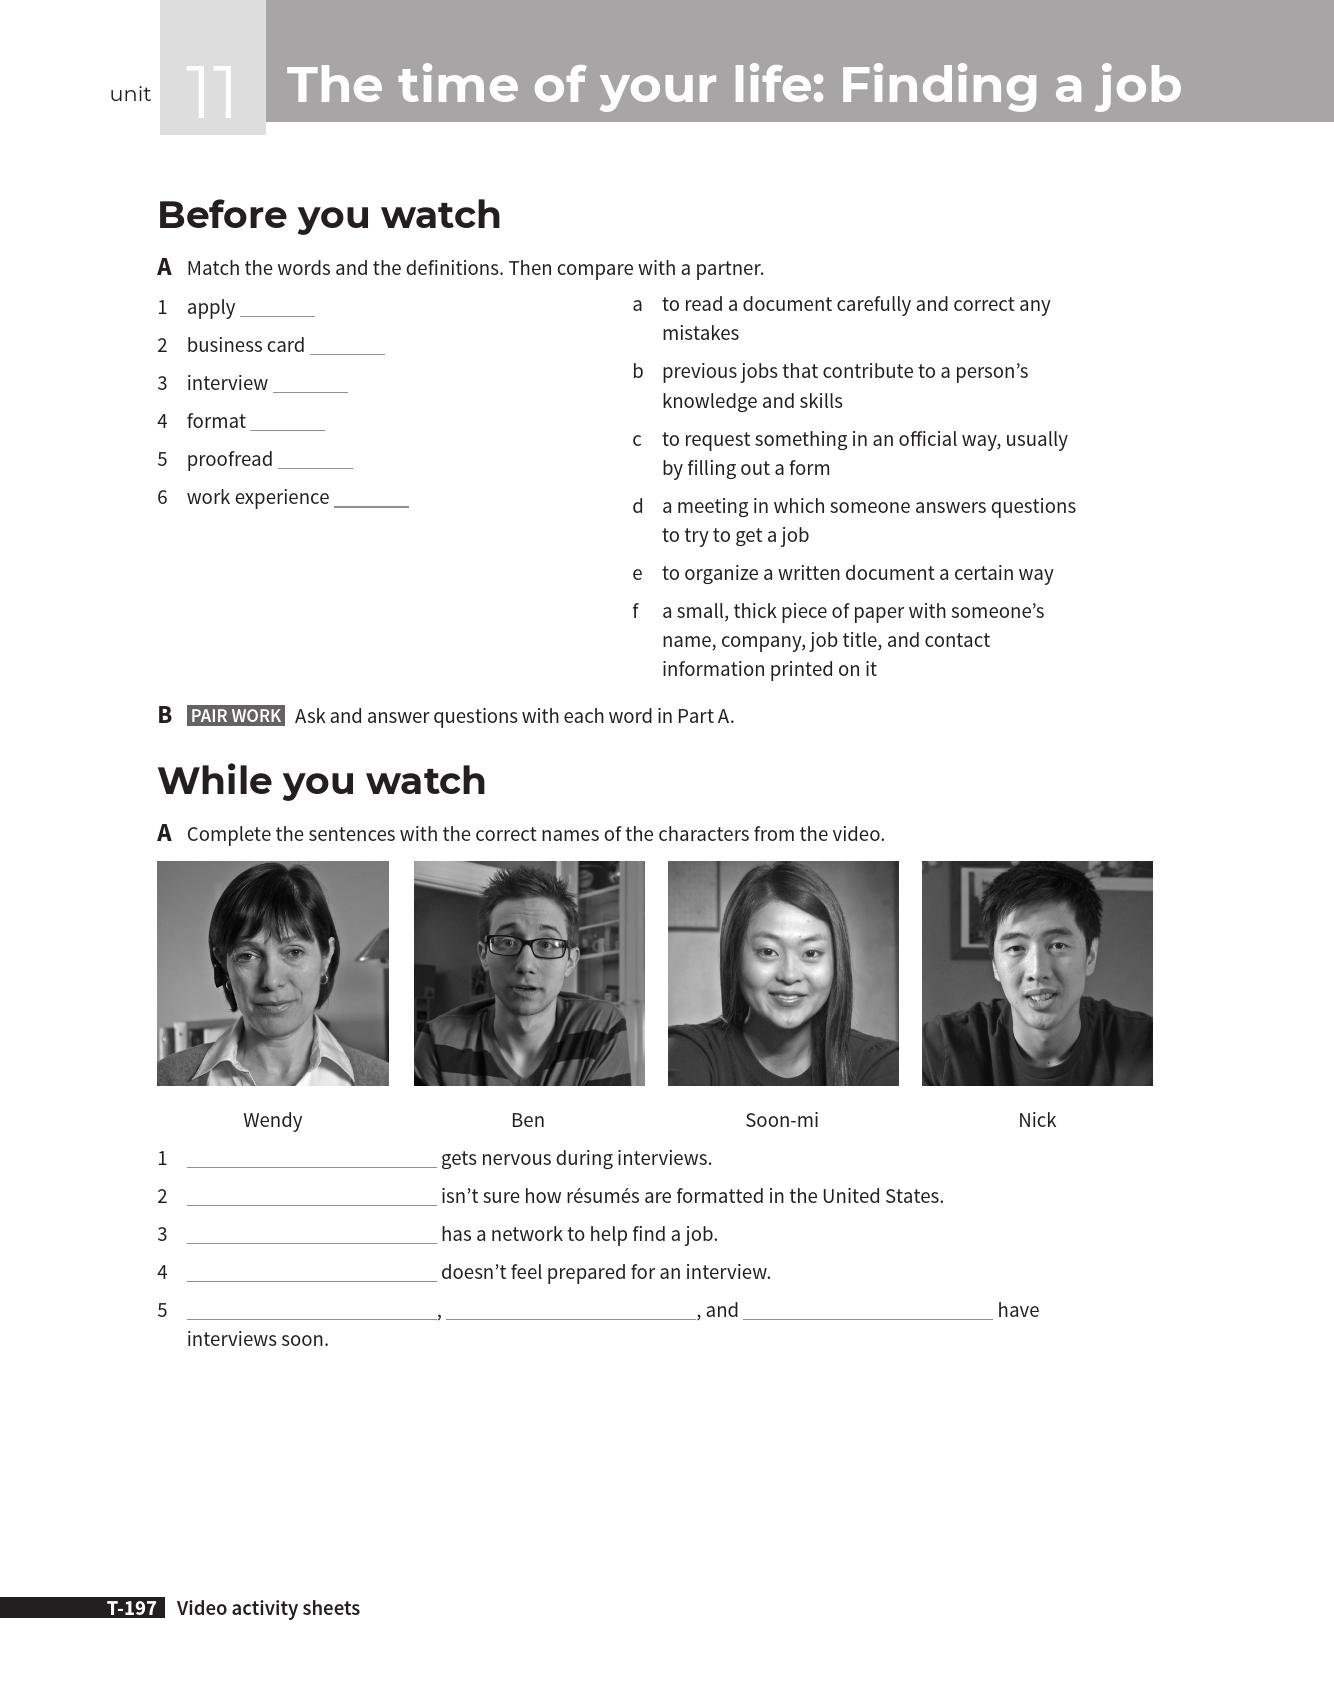 unit 11 The time of your life: Finding a job
Before you watch
A Match the words and the definitions. Then compare with a partner.
1 apply _______
2 business card _______
3 interview _______
4 format _______
5 proofread _______
6 work experience _______
a to read a document carefully and correct any
mistakes
b previous jobs that contribute to a person’s
knowledge and skills
c to request something in an official way, usually
by filling out a form
d a meeting in which someone answers questions
to try to get a job
e to organize a written document a certain way
f a small, thick piece of paper with someone’s
name, company, job title, and contact
information printed on it
B PAIR WORK Ask and answer questions with each word in Part A.
While you watch
A Complete the sentences with the correct names of the characters from the video.
Wendy Ben Soon-mi Nick
1 _______ gets nervous during interviews.
2 _______ isn’t sure how résumés are formatted in the United States.
3 _______ has a network to help find a job.
4 _______ doesn’t feel prepared for an interview.
5 _______, _______, and _______ have
interviews soon.
T-197 Video activity sheets